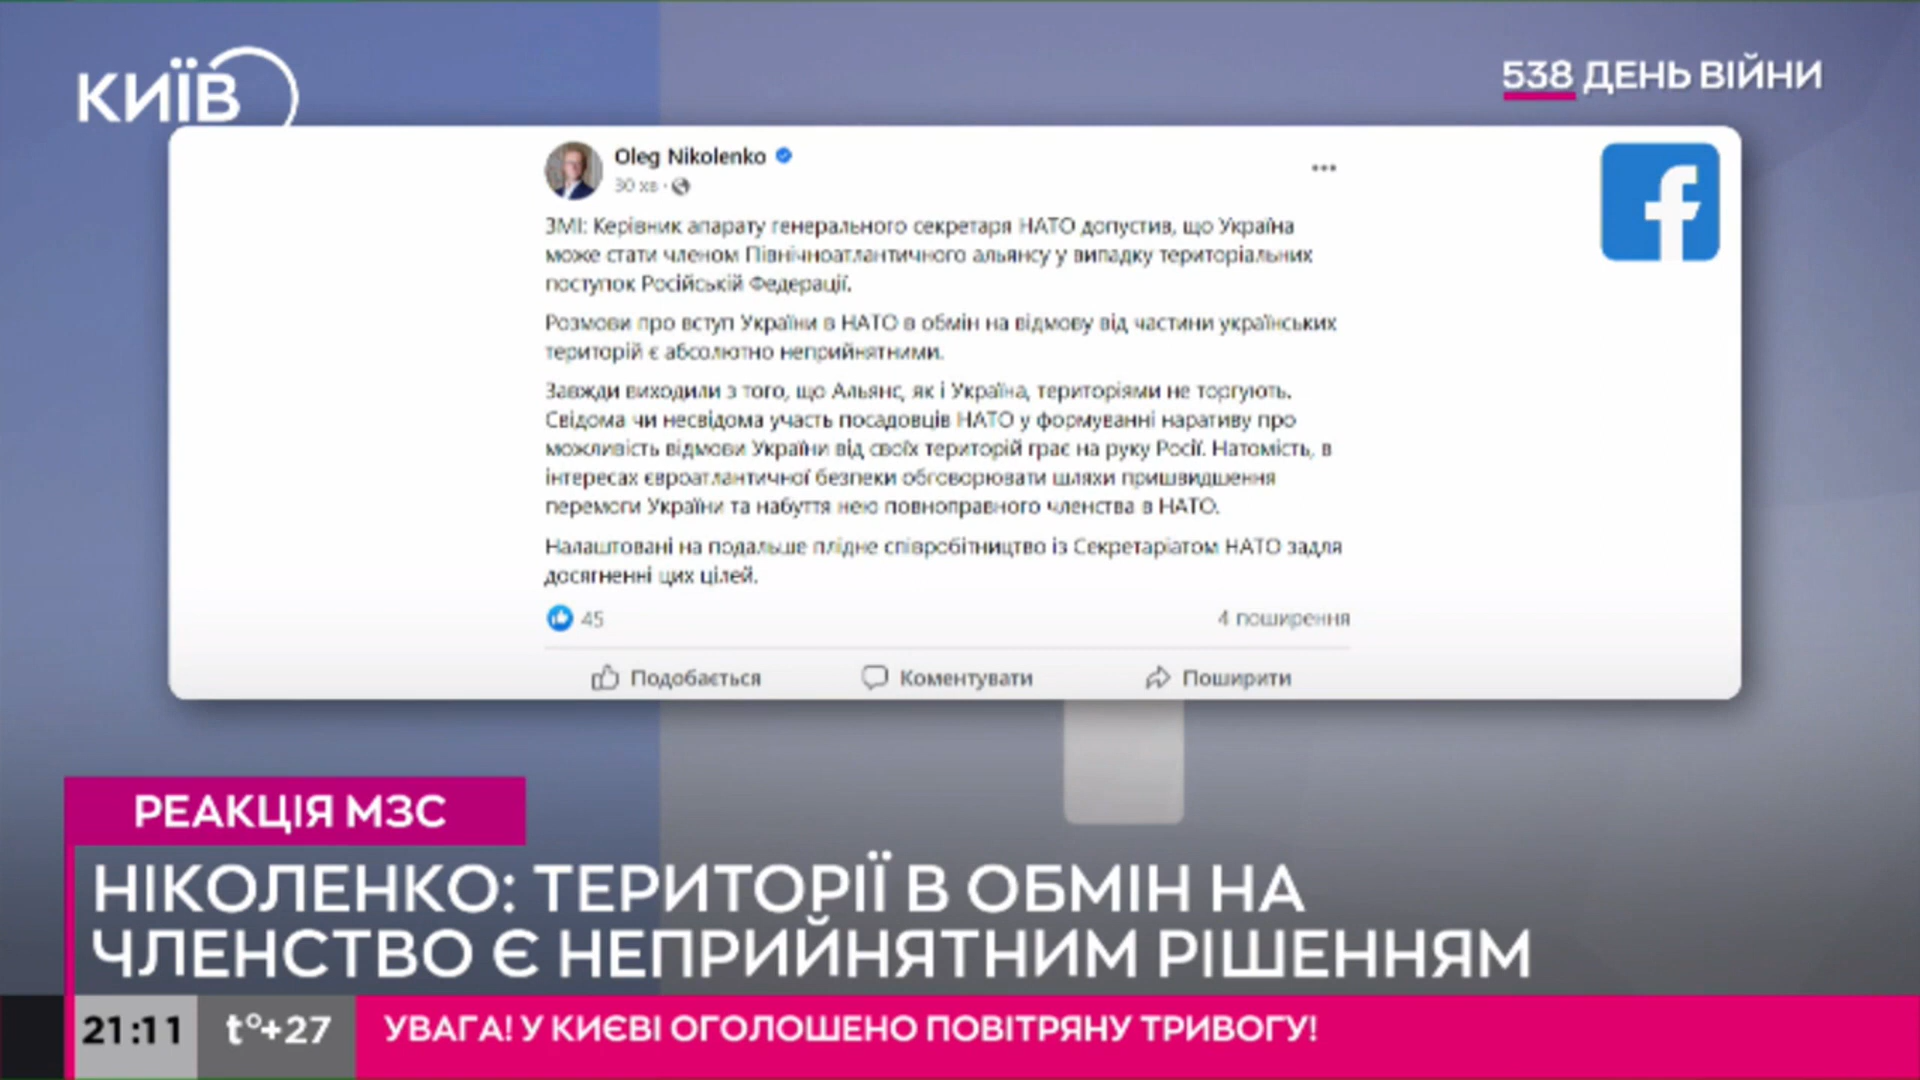 КИЇВ
538 ДЕНЬ ВІЙНИ
Oleg Nikolenko
30 хв ·
ЗМІ: Керівник апарату генерального секретаря НАТО допустив, що Україна
може стати членом Північноатлантичного альянсу у випадку територіальних
поступок Російській Федерації.
Розмови про вступ України в НАТО в обмін на відмову від частини українських
територій є абсолютно неприйнятними.
Завжди виходили з того, що Альянс, як і Україна, територіями не торгують.
Свідома чи несвідома участь посадовців НАТО у формуванні наративу про
можливість відмови України від своїх територій грає на руку Росії. Натомість, в
інтересах євроатлантичної безпеки обговорювати шляхи пришвидшення
перемоги України та набуття нею повноправного членства в НАТО.
Налаштовані на подальше плідне співробітництво із Секретаріатом НАТО задля
досягненні цих цілей.
45
4 поширення
Подобається
Коментувати
Поширити
РЕАКЦІЯ МЗС
НІКОЛЕНКО: ТЕРИТОРІЇ В ОБМІН НА
ЧЛЕНСТВО Є НЕПРИЙНЯТНИМ РІШЕННЯМ
21:11
t°+27
УВАГА! У КИЄВІ ОГОЛОШЕНО ПОВІТРЯНУ ТРИВОГУ!